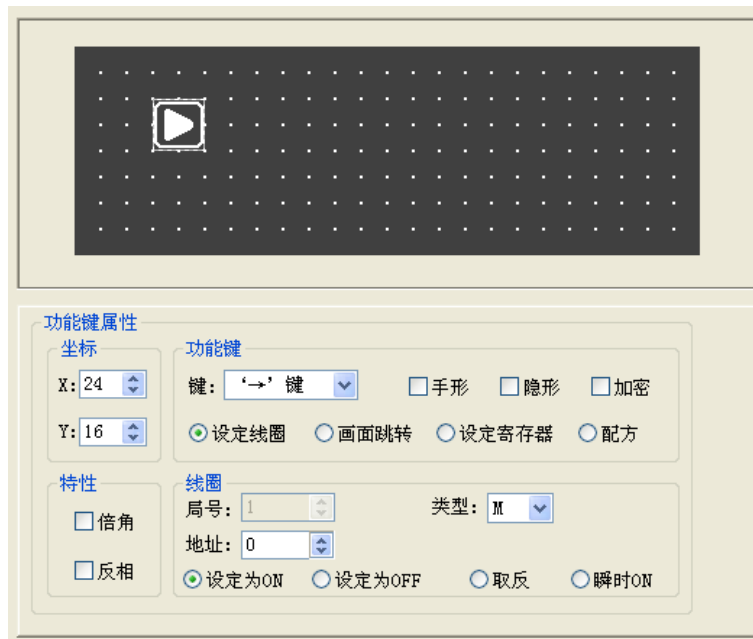 功能键属性
坐标
X: 24
Y: 16
功能键
键: ‘→’ 键
手形
隐形
加密
设定线圈
画面跳转
设定寄存器
配方
特性
倍角
反相
线圈
局号: 1
类型: M
地址: 0
设定为ON
设定为OFF
取反
瞬时ON